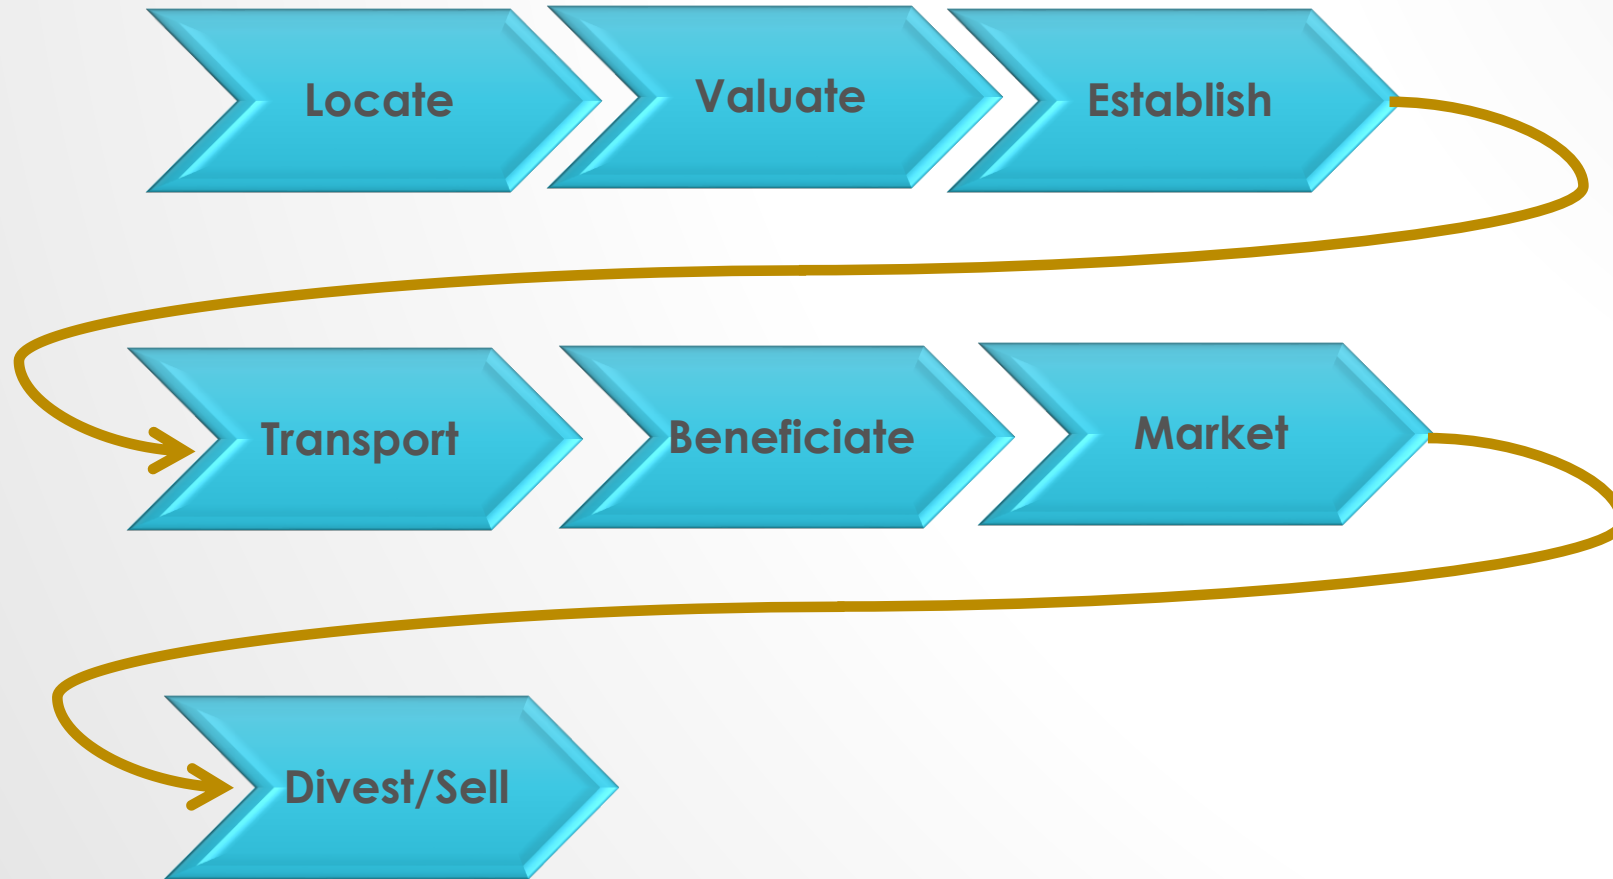 Locate
Valuate
Establish
Transport
Beneficiate
Market
Divest/Sell